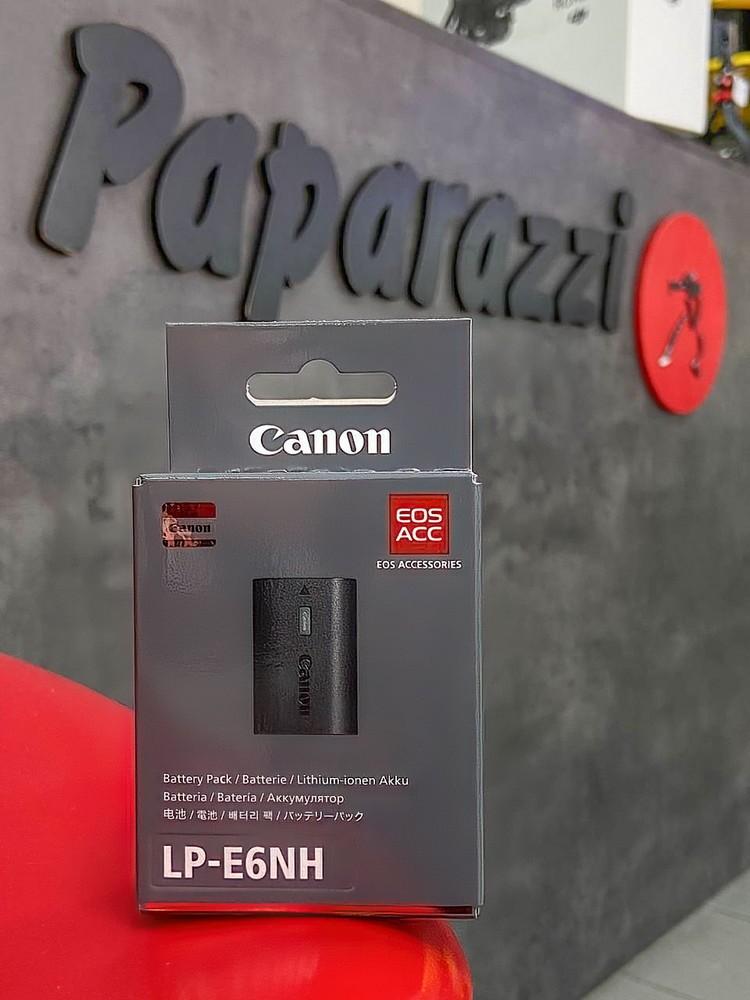 Paparazzi
Canon
Canon
EOS
ACC
EOS ACCESSORIES
Canon
Battery Pack / Batterie / Lithium-ionen Akku
Batteria / Batería / Аккумулятор
电池 / 電池 / 배터리 팩 / バッテリーパック
LP-E6NH